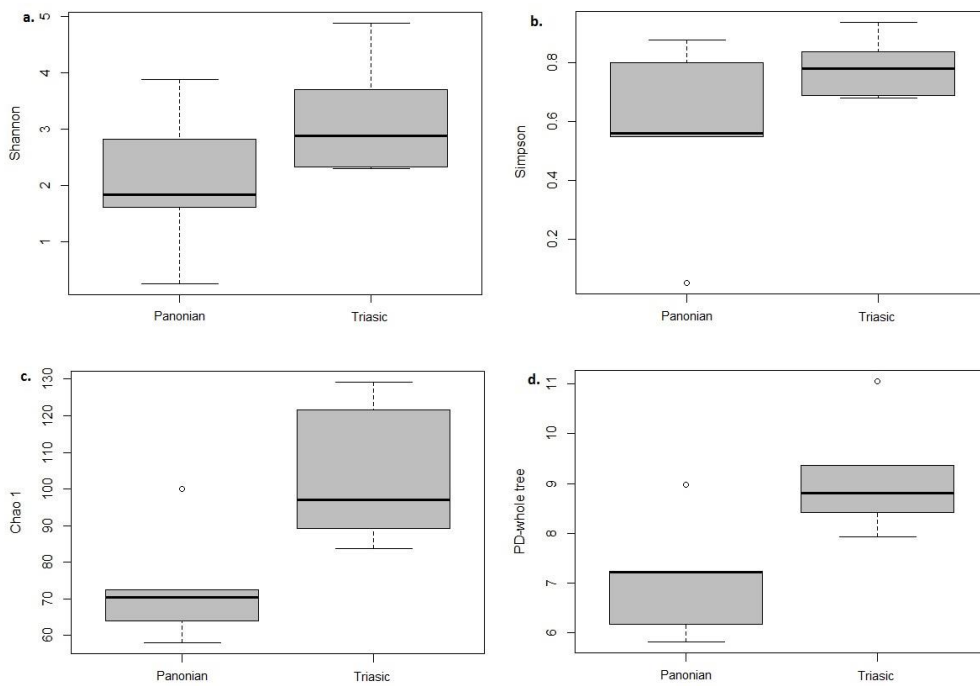 a.
Shannon
5
4
3
2
1
Panonian Triasic
b.
Simpson
0.8
0.6
0.4
0.2
Panonian Triasic
c.
Chao 1
130
120
110
100
90
80
70
60
Panonian Triasic
d.
PD-whole tree
11
10
9
8
7
6
Panonian Triasic